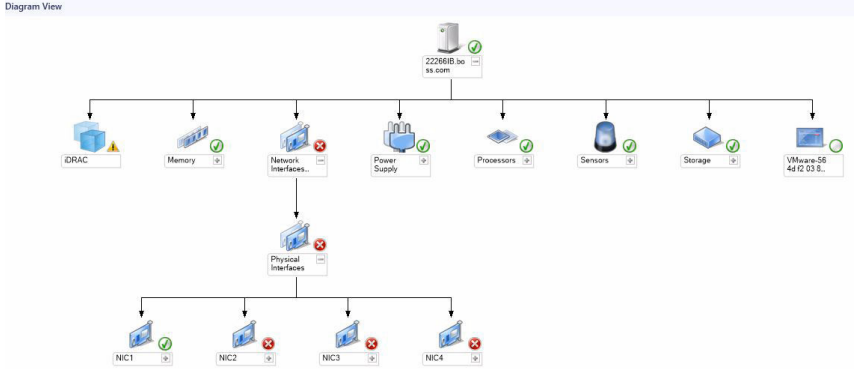 Diagram View
22266IB.bo
ss.com
iDRAC
Memory
Network
Interfaces..
Power
Supply
Processors
Sensors
Storage
VMware-56
4d f2 03 8..
Physical
Interfaces
NIC1
NIC2
NIC3
NIC4